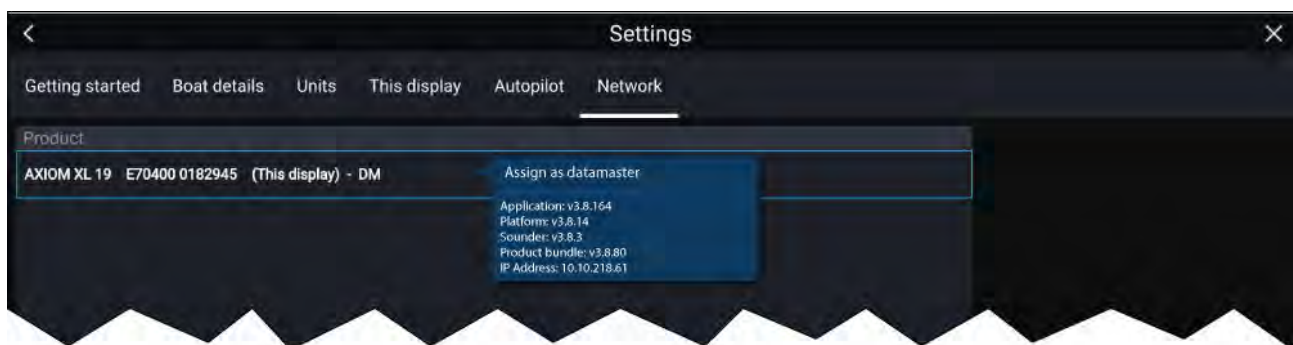 Settings
Getting started Boat details Units This display Autopilot Network
Product
AXIOM XL 19 E70400 0182945 (This display) - DM
Assign as datamaster
Application: v3.8.164
Platform: v3.8.14
Sounder: v3.8.3
Product bundle: v3.8.80
IP Address: 10.10.218.61